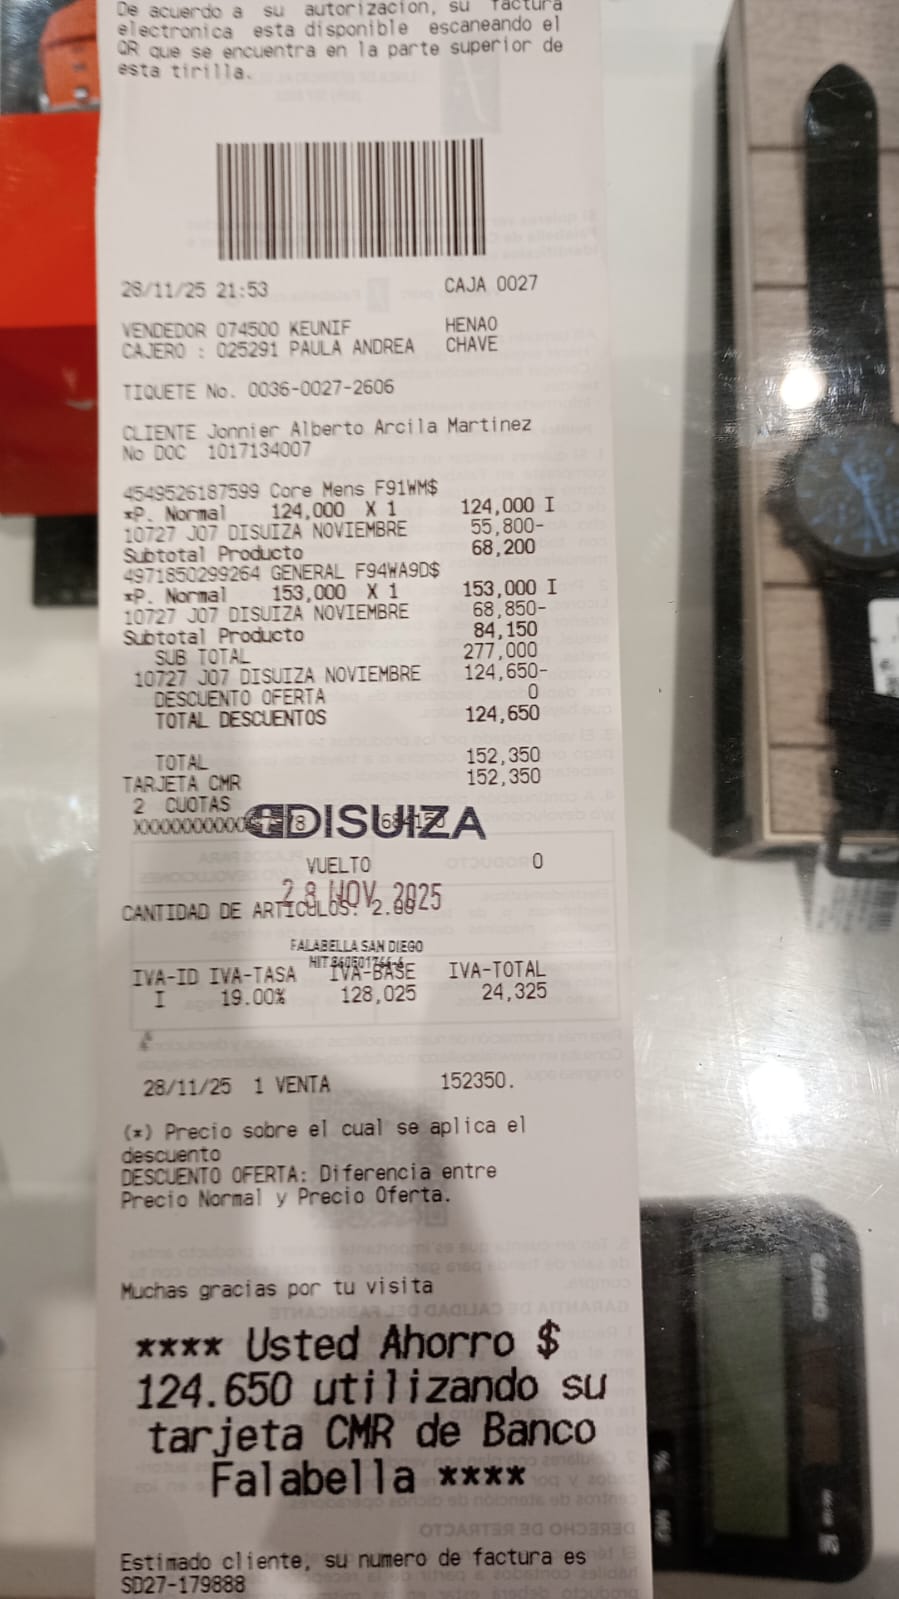 De acuerdo a su autorizacion, su factura
electronica esta disponible escaneando el
QR que se encuentra en la parte superior de
esta tirilla.
28/11/25 21:53 CAJA 0027
VENDEDOR 074500 KEUNIF HENAO
CAJERO : 025291 PAULA ANDREA CHAVE
TIQUETE No. 0036-0027-2606
CLIENTE Jonnier Alberto Arcila Martinez
No DOC 1017134007
4549526187599 Core Mens F91WM$
*P. Normal 124,000 X 1 124,000 I
10727 J07 DISUIZA NOVIEMBRE 55,800-
Subtotal Producto 68,200
4971850299264 GENERAL F94WA9D$
*P. Normal 153,000 X 1 153,000 I
10727 J07 DISUIZA NOVIEMBRE 68,850-
Subtotal Producto 84,150
SUB TOTAL 277,000
10727 J07 DISUIZA NOVIEMBRE 124,650-
DESCUENTO OFERTA 0
TOTAL DESCUENTOS 124,650
TOTAL 152,350
TARJETA CMR 152,350
2 CUOTAS
DISUIZA
VUELTO 0
28 NOV 2025
CANTIDAD DE ARTICULOS: 2.00
FALABELLA SAN DIEGO
IVA-ID IVA-TASA IVA-BASE IVA-TOTAL
I 19.00% 128,025 24,325
28/11/25 1 VENTA 152350.
(*) Precio sobre el cual se aplica el
descuento
DESCUENTO OFERTA: Diferencia entre
Precio Normal y Precio Oferta.
Muchas gracias por tu visita
**** Usted Ahorro $
124.650 utilizando su
tarjeta CMR de Banco
Falabella ****
Estimado cliente, su numero de factura es
SD27-179888
CASIO